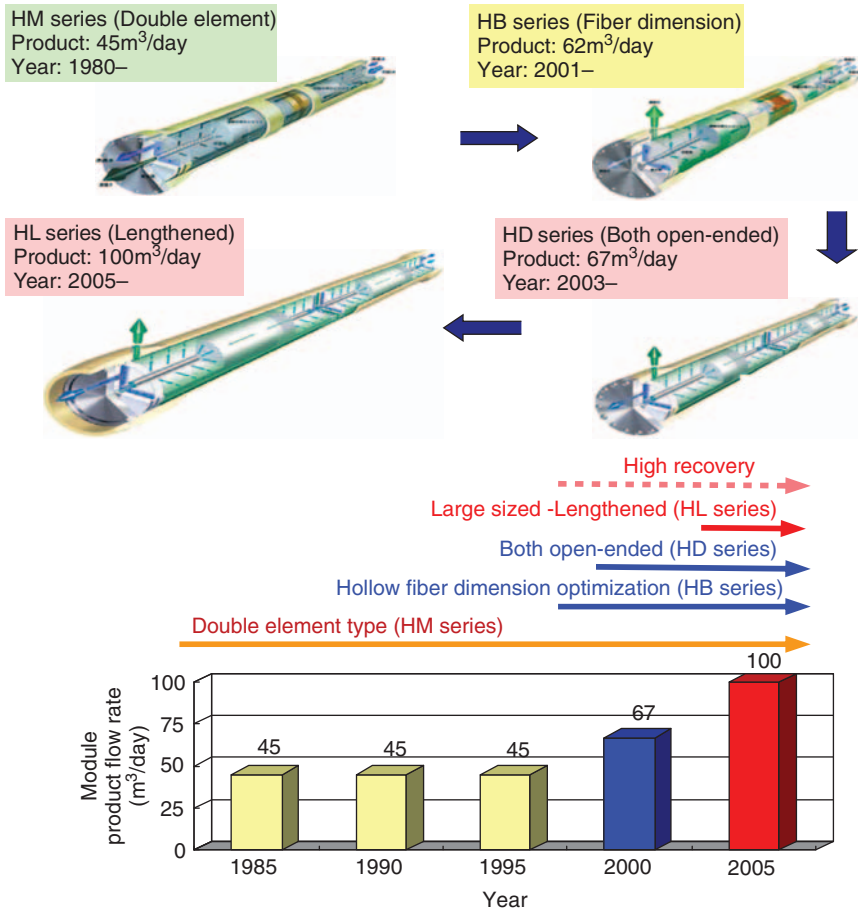 HM series (Double element)
Product: 45m³/day
Year: 1980–
HB series (Fiber dimension)
Product: 62m³/day
Year: 2001–
HL series (Lengthened)
Product: 100m³/day
Year: 2005–
HD series (Both open-ended)
Product: 67m³/day
Year: 2003–
High recovery
Large sized -Lengthened (HL series)
Both open-ended (HD series)
Hollow fiber dimension optimization (HB series)
Double element type (HM series)
Module
product flow rate
(m³/day)
100
75
50
25
0
45
45
45
67
100
1985
1990
1995
2000
2005
Year